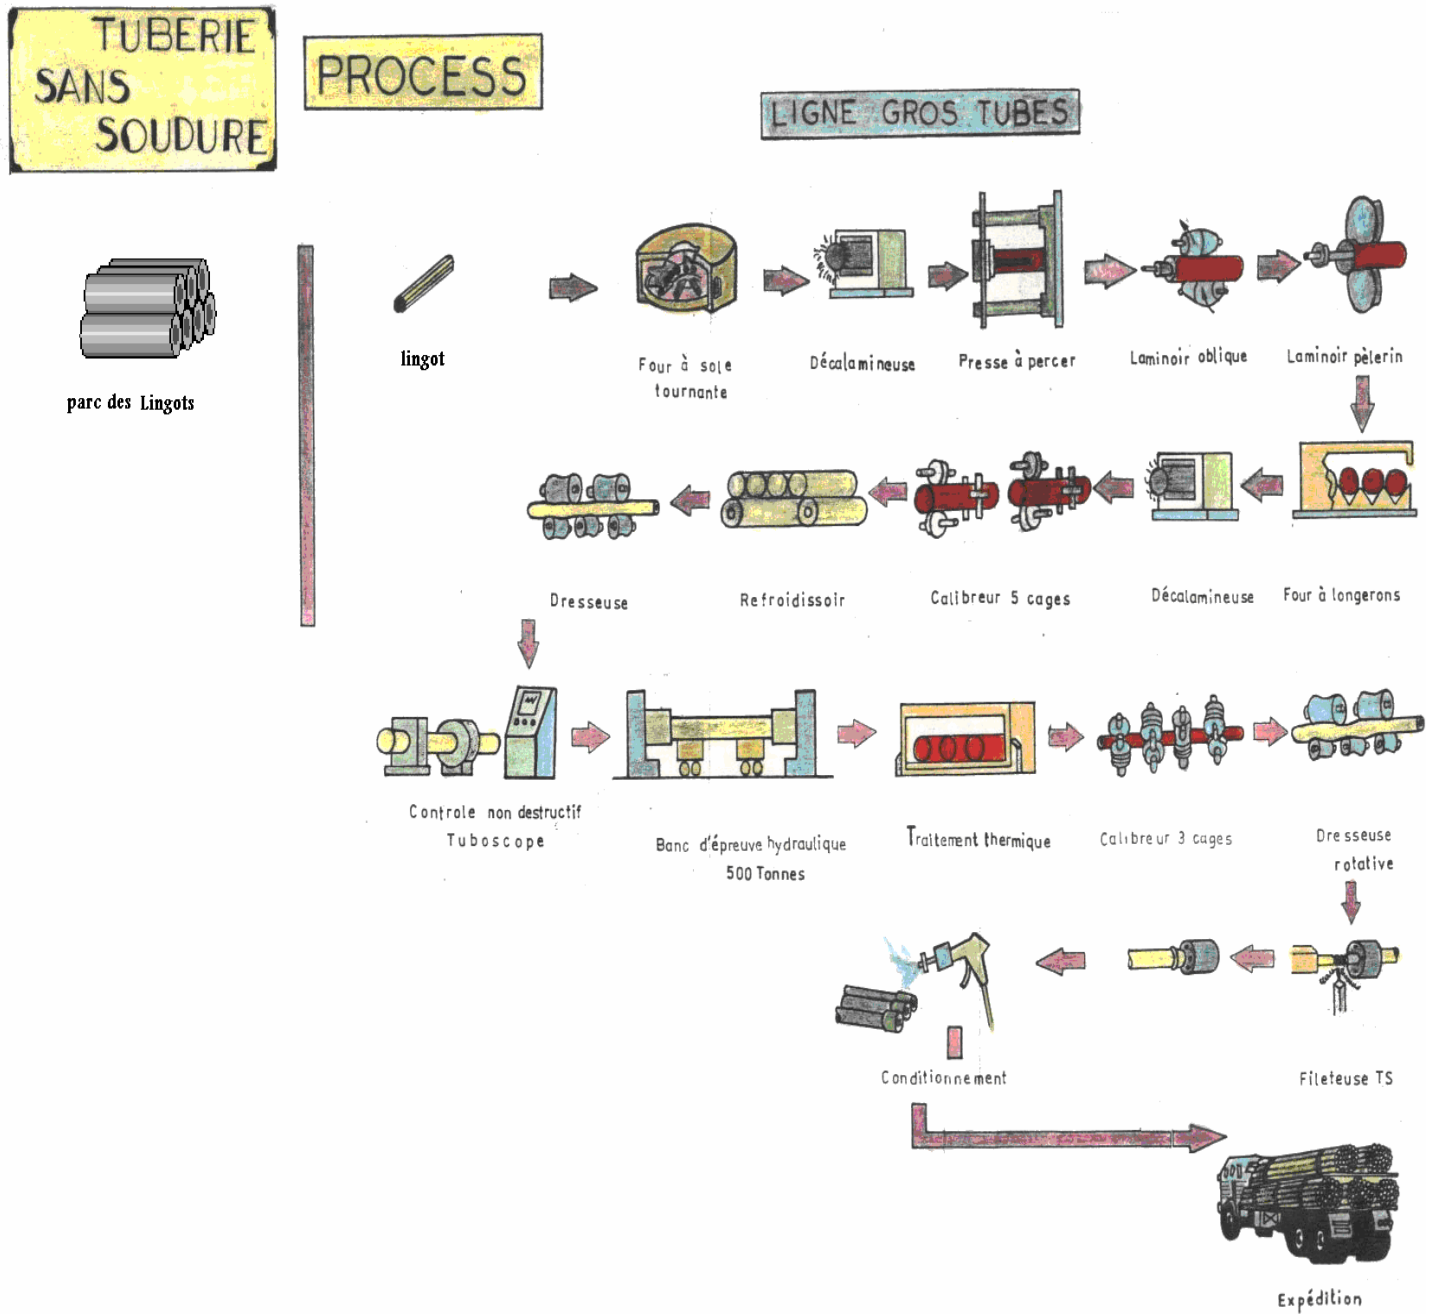 TUBERIE
SANS
SOUDURE
PROCESS
LIGNE GROS TUBES
parc des Lingots
lingot
Four à sole
tournante
Décalamineuse
Presse à percer
Laminoir oblique
Laminoir pèlerin
Dresseuse
Refroidissoir
Calibreur 5 cages
Décalamineuse
Four à longerons
Controle non destructif
Tuboscope
Banc d'épreuve hydraulique
500 Tonnes
Traitement thermique
Calibreur 3 cages
Dresseuse
rotative
Conditionnement
Fileteuse TS
Expédition